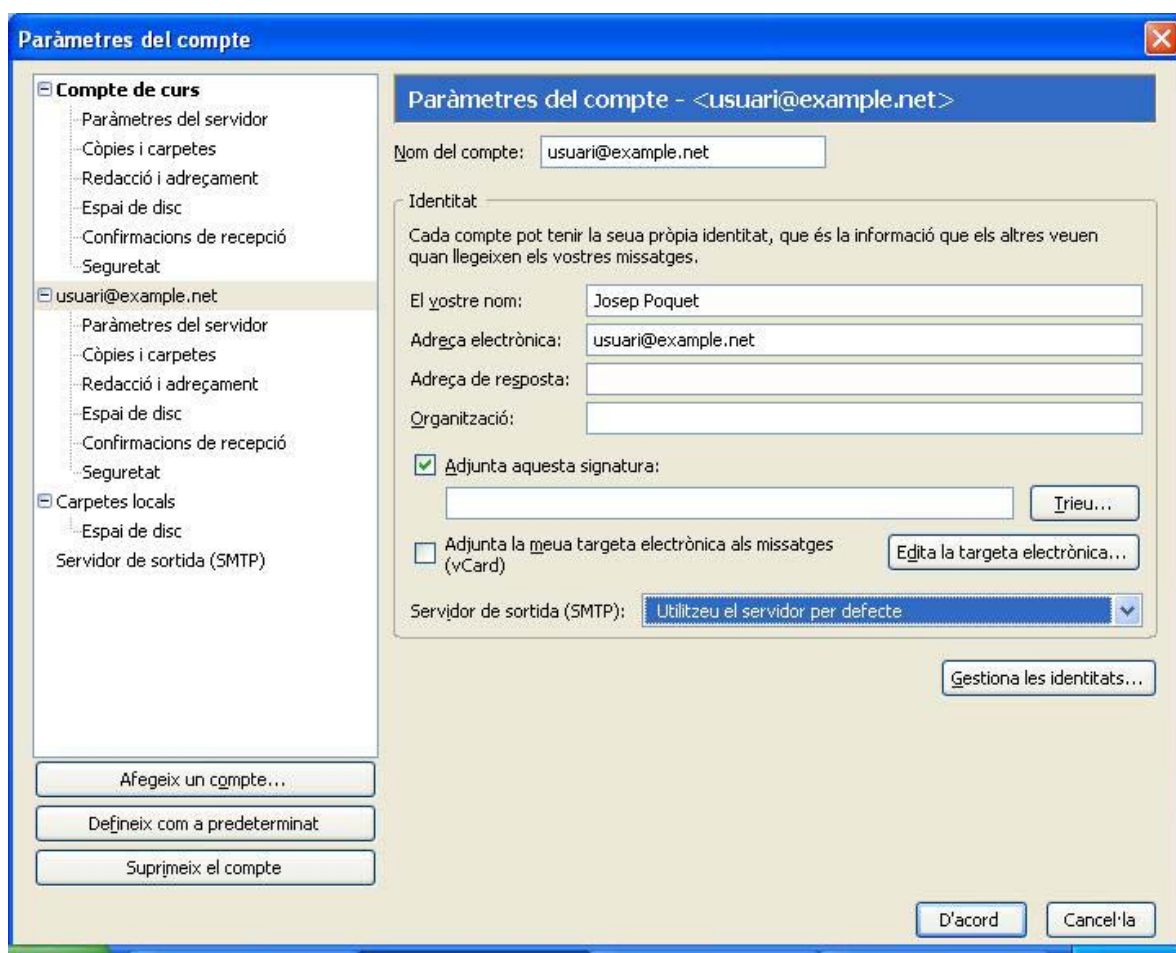 Paràmetres del compte
Compte de curs
Paràmetres del servidor
Còpies i carpetes
Redacció i adreçament
Espai de disc
Confirmacions de recepció
Seguretat
usuari@example.net
Paràmetres del servidor
Còpies i carpetes
Redacció i adreçament
Espai de disc
Confirmacions de recepció
Seguretat
Carpetes locals
Espai de disc
Servidor de sortida (SMTP)
Afegeix un compte...
Defineix com a predeterminat
Suprimeix el compte
Paràmetres del compte - <usuari@example.net>
Nom del compte: usuari@example.net
Identitat
Cada compte pot tenir la seua pròpia identitat, que és la informació que els altres veuen
quan llegeixen els vostres missatges.
El vostre nom: Josep Poquet
Adreça electrònica: usuari@example.net
Adreça de resposta:
Organització:
Adjunta aquesta signatura:
Trieu...
Adjunta la meua targeta electrònica als missatges
(vCard)
Edita la targeta electrònica...
Servidor de sortida (SMTP): Utilitzeu el servidor per defecte
Gestiona les identitats...
D'acord
Cancel·la